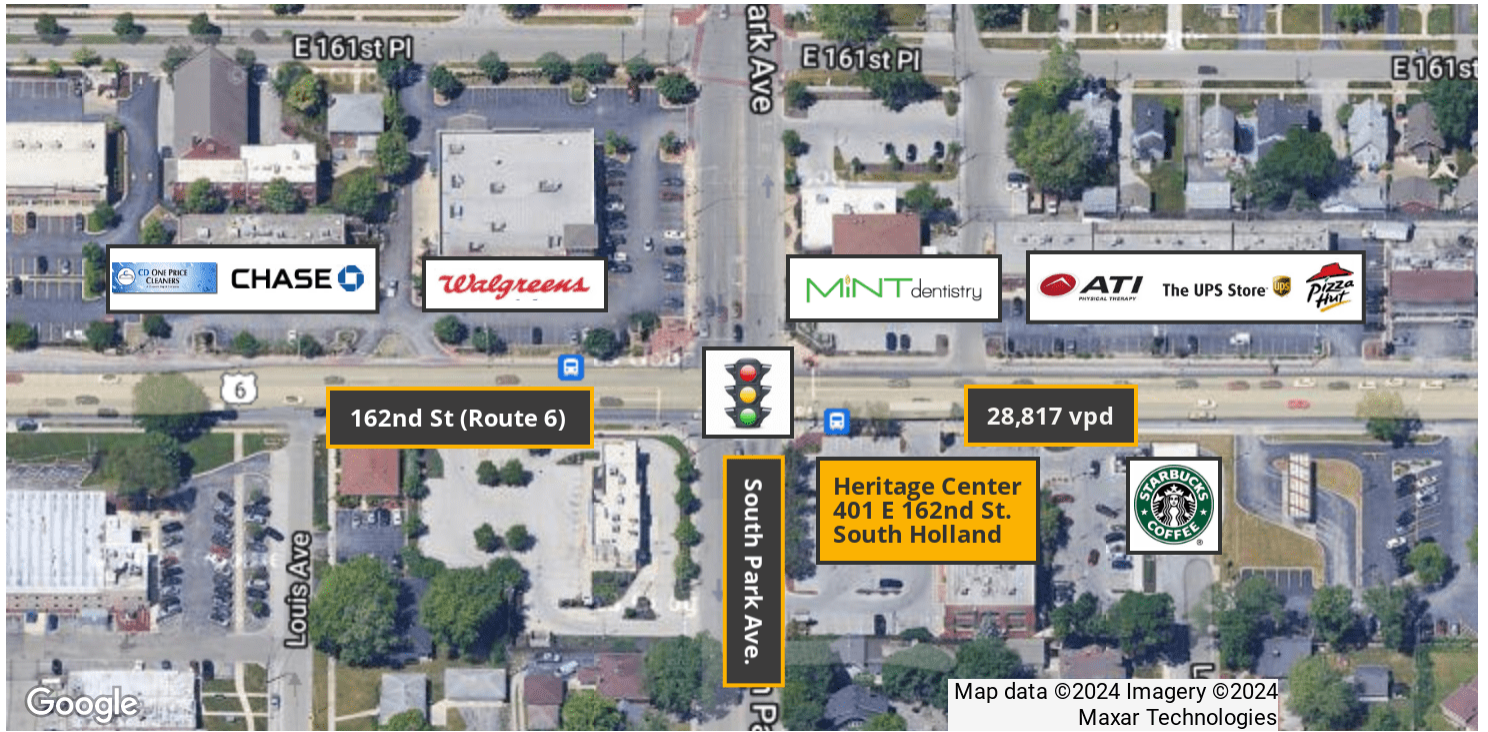 E 161st Pl
ark Ave
E 161st Pl
E 161st
CD ONE PRICE
CLEANERS
CHASE
Walgreens
MiNT dentistry
ATI
PHYSICAL THERAPY
The UPS Store
ups
Pizza
Hut
6
162nd St (Route 6)
28,817 vpd
Heritage Center
401 E 162nd St.
South Holland
STARBUCKS
COFFEE
®
South Park Ave.
Louis Ave
Google
Map data ©2024 Imagery ©2024
Maxar Technologies